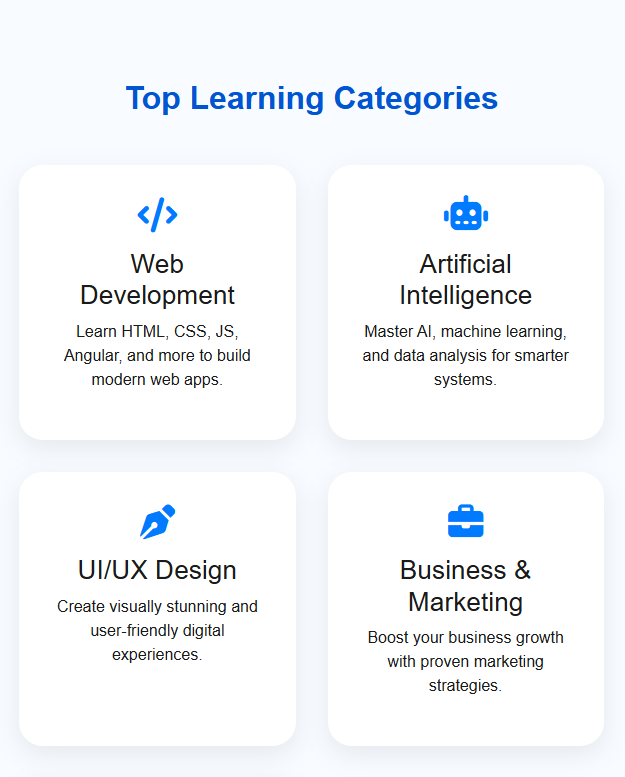 Top Learning Categories
Web
Development
Learn HTML, CSS, JS,
Angular, and more to build
modern web apps.
Artificial
Intelligence
Master AI, machine learning,
and data analysis for smarter
systems.
UI/UX Design
Create visually stunning and
user-friendly digital
experiences.
Business &
Marketing
Boost your business growth
with proven marketing
strategies.